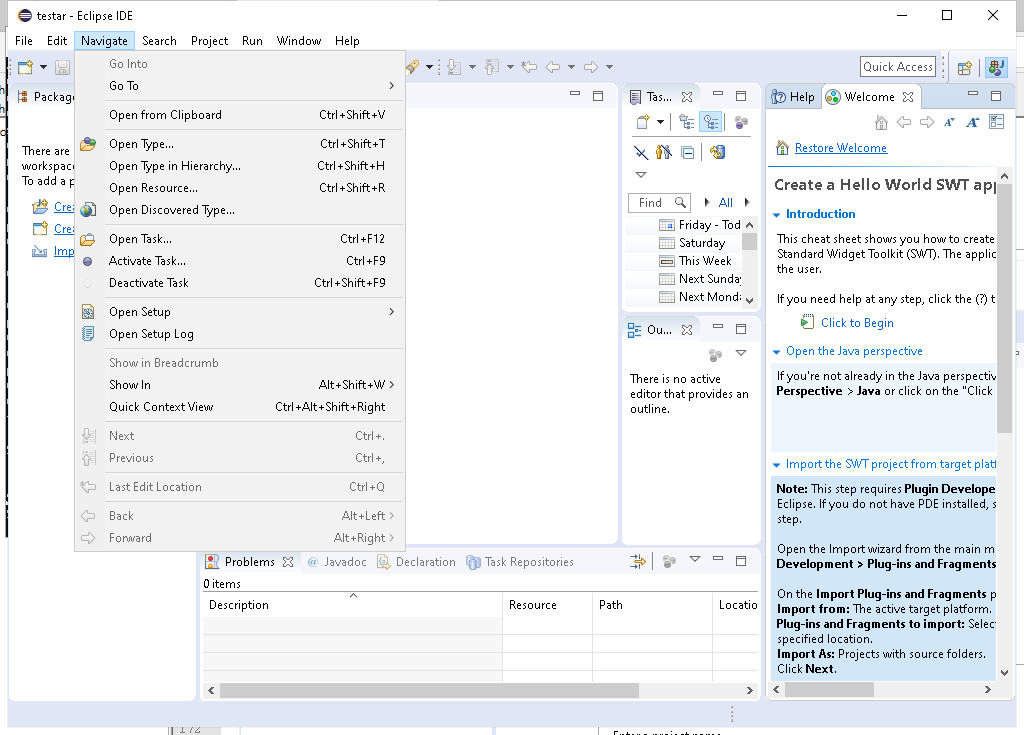 testar - Eclipse IDE
File Edit Navigate Search Project Run Window Help
Quick Access
Go Into
Go To
Open from Clipboard Ctrl+Shift+V
Open Type... Ctrl+Shift+T
Open Type in Hierarchy... Ctrl+Shift+H
Open Resource... Ctrl+Shift+R
Open Discovered Type...
Open Task... Ctrl+F12
Activate Task... Ctrl+F9
Deactivate Task Ctrl+Shift+F9
Open Setup
Open Setup Log
Show in Breadcrumb
Show In Alt+Shift+W
Quick Context View Ctrl+Alt+Shift+Right
Next Ctrl+.
Previous Ctrl+,
Last Edit Location Ctrl+Q
Back Alt+Left
Forward Alt+Right
Packag
There are
workspac
To add a p
Crea
Crea
Imp
Tas...
Find All
Friday - Tod
Saturday
This Week
Next Sunday
Next Mond
Ou...
There is no active
editor that provides an
outline.
Help Welcome
Restore Welcome
Create a Hello World SWT app
Introduction
This cheat sheet shows you how to create
Standard Widget Toolkit (SWT). The applic
the user.
If you need help at any step, click the (?) t
Click to Begin
Open the Java perspective
If you're not already in the Java perspectiv
Perspective > Java or click on the "Click
Import the SWT project from target platf
Note: This step requires Plugin Develope
Eclipse. If you do not have PDE installed, s
step.
Open the Import wizard from the main m
Development > Plug-ins and Fragments
On the Import Plug-ins and Fragments p
Import from: The active target platform.
Plug-ins and Fragments to import: Selec
specified location.
Import As: Projects with source folders.
Click Next.
Problems @ Javadoc Declaration Task Repositories
0 items
Description Resource Path Locatio
172